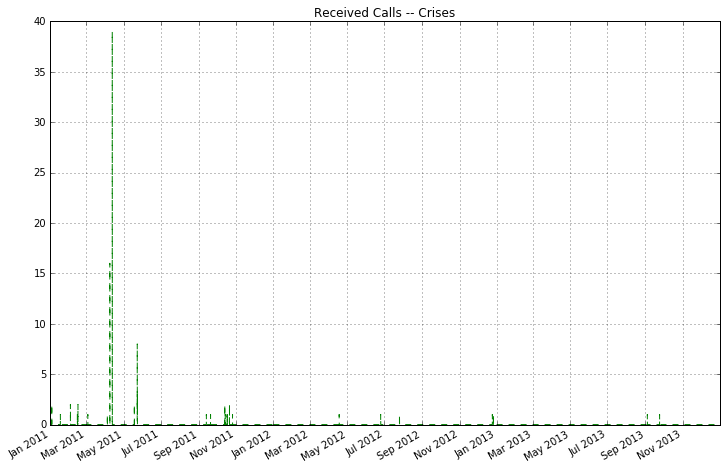 Received Calls -- Crises
40
35
30
25
20
15
10
5
0
Jan 2011
Mar 2011
May 2011
Jul 2011
Sep 2011
Nov 2011
Jan 2012
Mar 2012
May 2012
Jul 2012
Sep 2012
Nov 2012
Jan 2013
Mar 2013
May 2013
Jul 2013
Sep 2013
Nov 2013